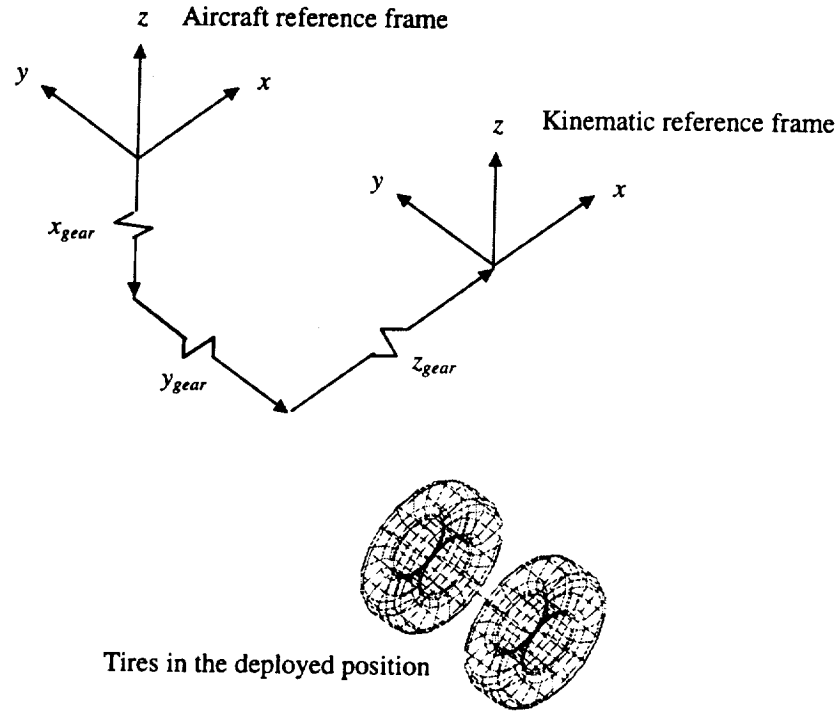 z Aircraft reference frame
y
x
z Kinematic reference frame
y
x
x_gear
y_gear
z_gear
Tires in the deployed position